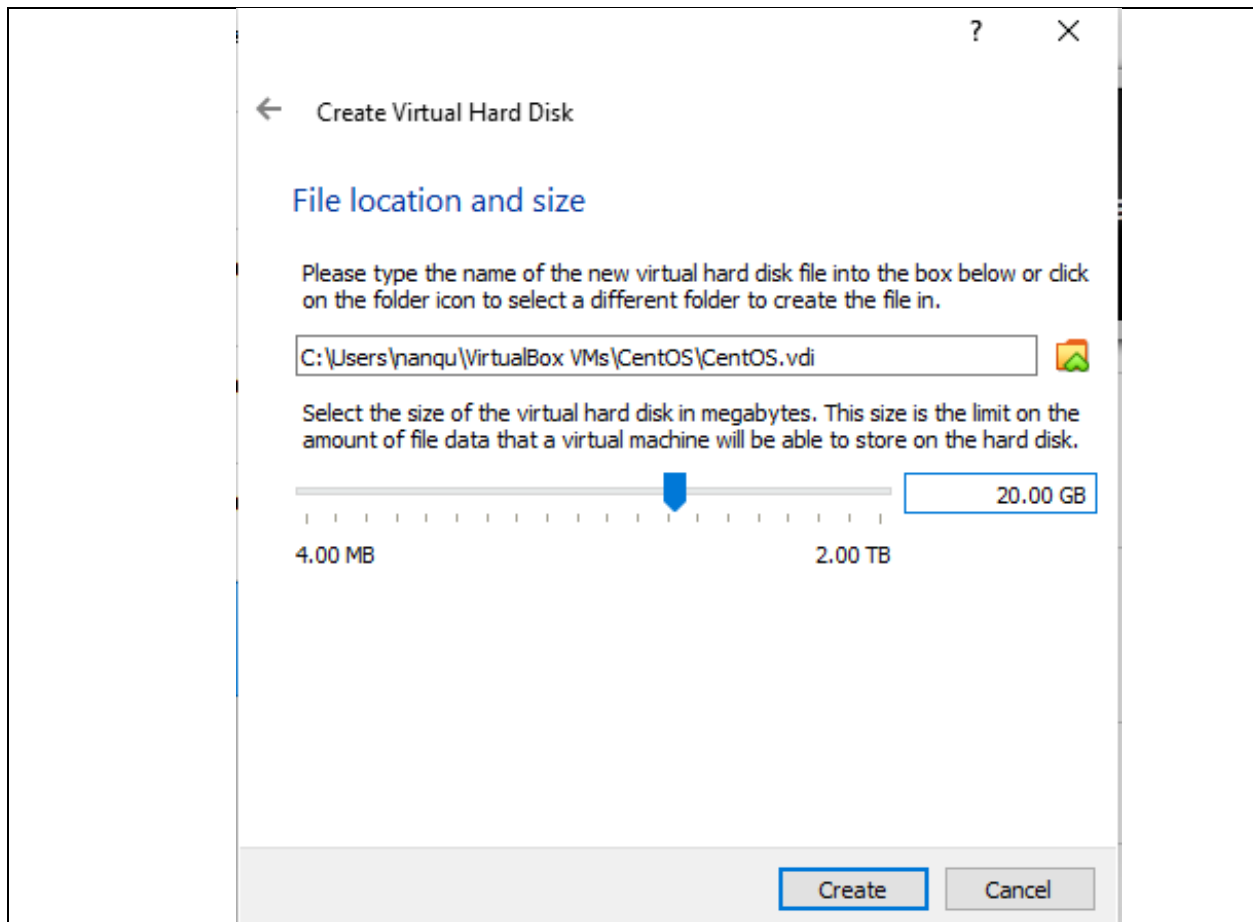 ?
Create Virtual Hard Disk
File location and size
Please type the name of the new virtual hard disk file into the box below or click
on the folder icon to select a different folder to create the file in.
C:\Users\nanqu\VirtualBox VMs\CentOS\CentOS.vdi
Select the size of the virtual hard disk in megabytes. This size is the limit on the
amount of file data that a virtual machine will be able to store on the hard disk.
20.00 GB
4.00 MB
2.00 TB
Create
Cancel